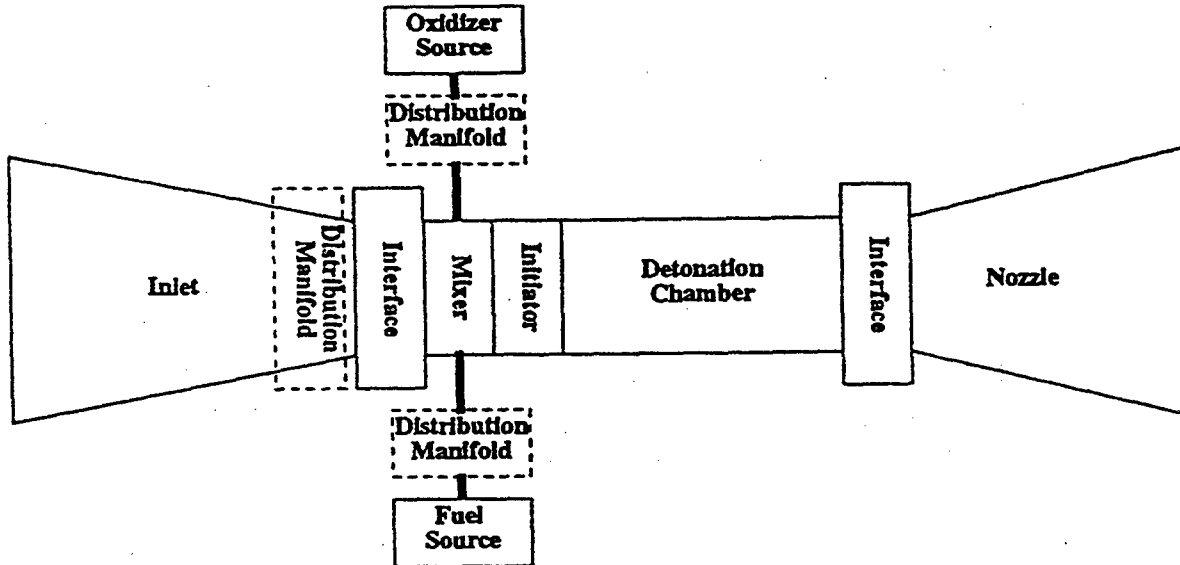 Oxidizer
Source
Distribution
Manifold
Inlet
Distribution
Manifold
Interface
Mixer
Initiator
Detonation
Chamber
Interface
Nozzle
Distribution
Manifold
Fuel
Source